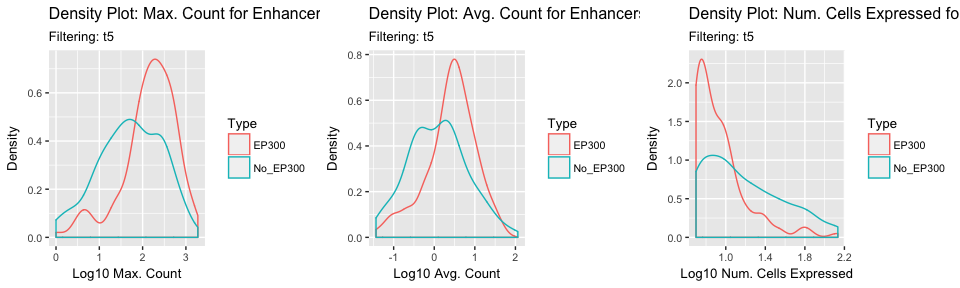 Density Plot: Max. Count for Enhancer
Filtering: t5
Density
0.6
0.4
0.2
0.0
0
1
2
3
Log10 Max. Count
Type
EP300
No_EP300
Density Plot: Avg. Count for Enhancer
Filtering: t5
Density
0.8
0.6
0.4
0.2
0.0
-1
0
1
2
Log10 Avg. Count
Type
EP300
No_EP300
Density Plot: Num. Cells Expressed fo
Filtering: t5
Density
2.0
1.5
1.0
0.5
0.0
1.0
1.4
1.8
2.2
Log10 Num. Cells Expressed
Type
EP300
No_EP300